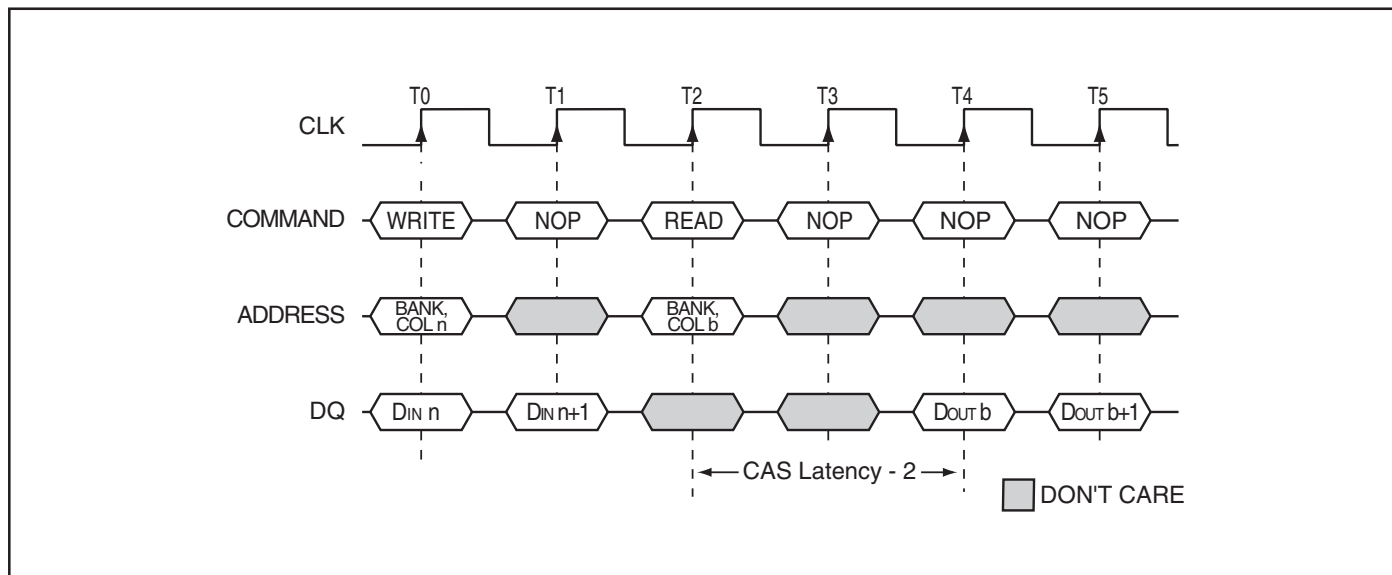 T0 T1 T2 T3 T4 T5
CLK
COMMAND WRITE NOP READ NOP NOP NOP
ADDRESS BANK, COL n BANK, COL b
DQ DIN n DIN n+1 DOUT b DOUT b+1
CAS Latency - 2
DON'T CARE